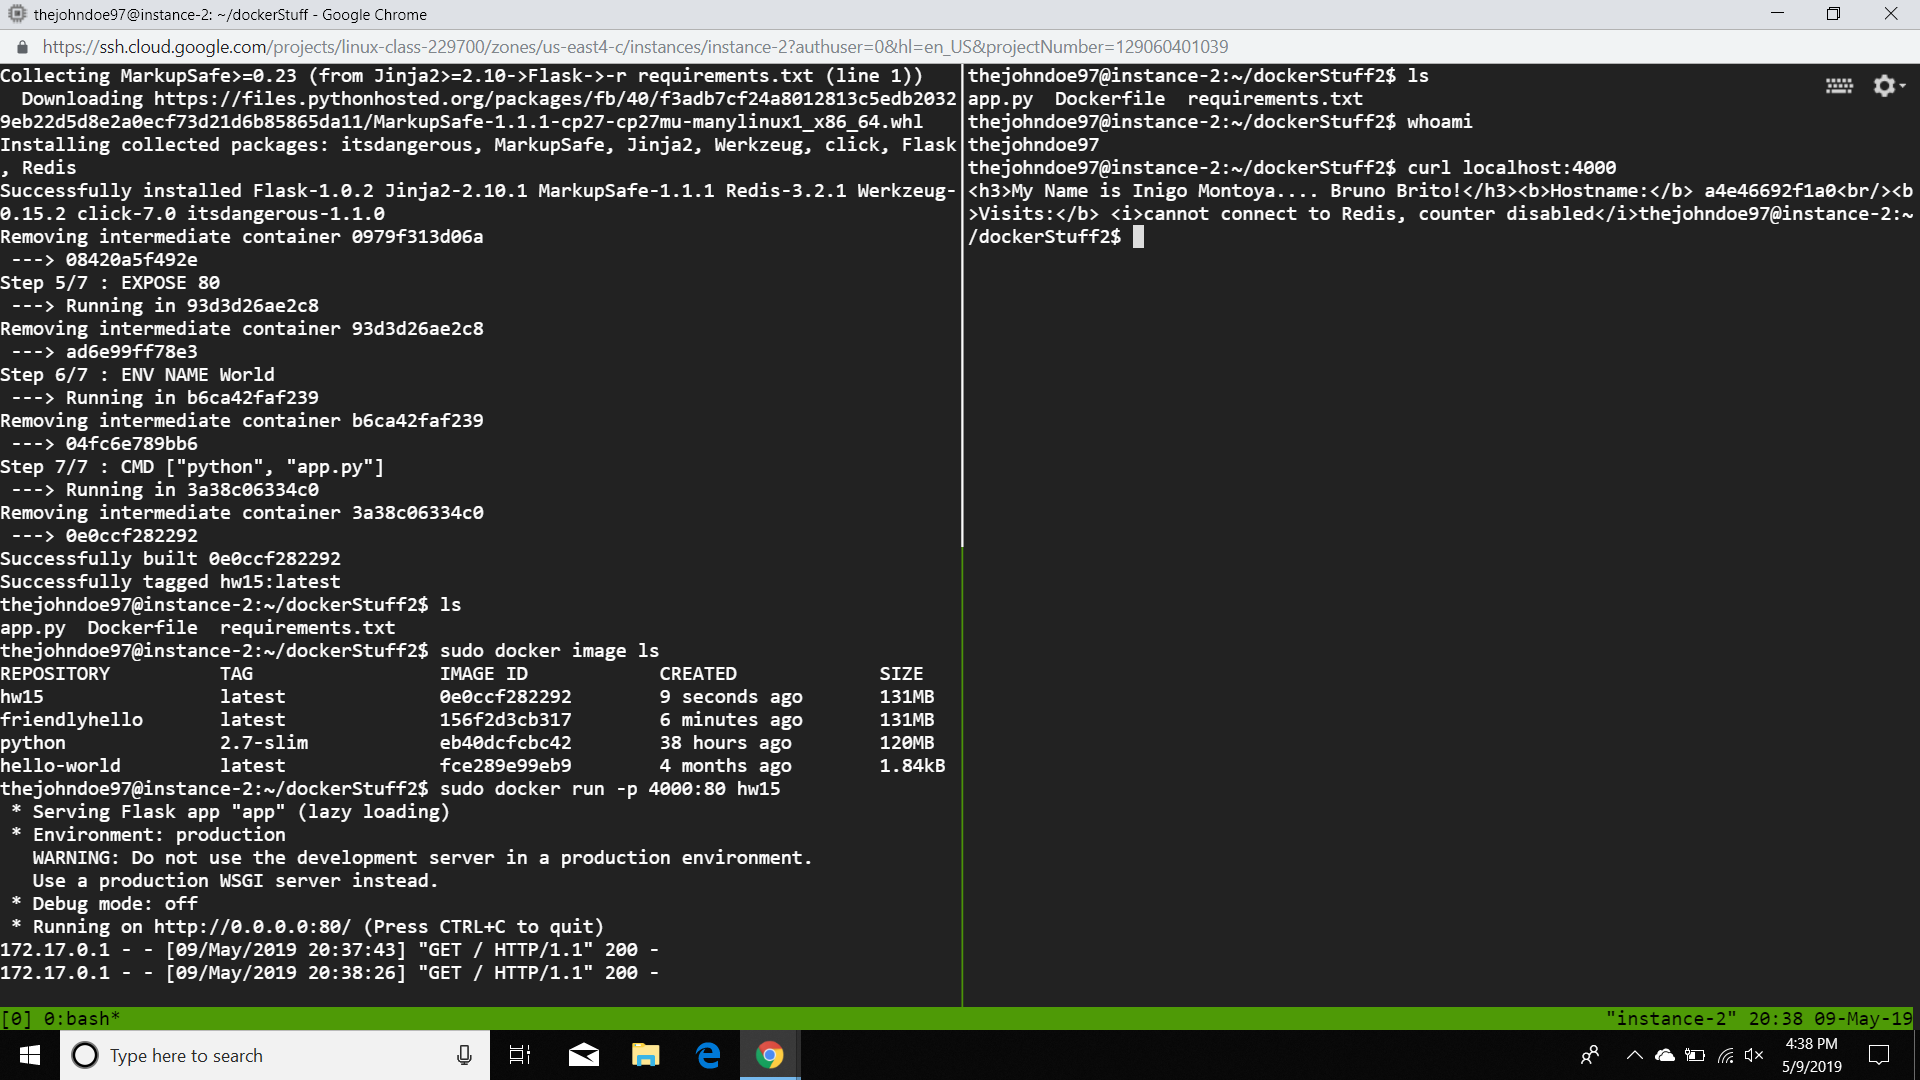 thejohndoe97@instance-2: ~/dockerStuff - Google Chrome
https://ssh.cloud.google.com/projects/linux-class-229700/zones/us-east4-c/instances/instance-2?authuser=0&hl=en_US&projectNumber=129060401039
Collecting MarkupSafe>=0.23 (from Jinja2>=2.10->Flask->-r requirements.txt (line 1))
  Downloading https://files.pythonhosted.org/packages/fb/40/f3adb7cf24a8012813c5edb2032
9eb22d5d8e2a0ecf73d21d6b85865da11/MarkupSafe-1.1.1-cp27-cp27mu-manylinux1_x86_64.whl
Installing collected packages: itsdangerous, MarkupSafe, Jinja2, Werkzeug, click, Flask
, Redis
Successfully installed Flask-1.0.2 Jinja2-2.10.1 MarkupSafe-1.1.1 Redis-3.2.1 Werkzeug-
0.15.2 click-7.0 itsdangerous-1.1.0
Removing intermediate container 0979f313d06a
 ---> 08420a5f492e
Step 5/7 : EXPOSE 80
 ---> Running in 93d3d26ae2c8
Removing intermediate container 93d3d26ae2c8
 ---> ad6e99ff78e3
Step 6/7 : ENV NAME World
 ---> Running in b6ca42faf239
Removing intermediate container b6ca42faf239
 ---> 04fc6e789bb6
Step 7/7 : CMD ["python", "app.py"]
 ---> Running in 3a38c06334c0
Removing intermediate container 3a38c06334c0
 ---> 0e0ccf282292
Successfully built 0e0ccf282292
Successfully tagged hw15:latest
thejohndoe97@instance-2:~/dockerStuff2$ ls
app.py  Dockerfile  requirements.txt
thejohndoe97@instance-2:~/dockerStuff2$ sudo docker image ls
REPOSITORY          TAG                 IMAGE ID            CREATED             SIZE
hw15                latest              0e0ccf282292        9 seconds ago       131MB
friendlyhello       latest              156f2d3cb317        6 minutes ago       131MB
python              2.7-slim            eb40dcfcbc42        38 hours ago        120MB
hello-world         latest              fce289e99eb9        4 months ago        1.84kB
thejohndoe97@instance-2:~/dockerStuff2$ sudo docker run -p 4000:80 hw15
 * Serving Flask app "app" (lazy loading)
 * Environment: production
   WARNING: Do not use the development server in a production environment.
   Use a production WSGI server instead.
 * Debug mode: off
 * Running on http://0.0.0.0:80/ (Press CTRL+C to quit)
172.17.0.1 - - [09/May/2019 20:37:43] "GET / HTTP/1.1" 200 -
172.17.0.1 - - [09/May/2019 20:38:26] "GET / HTTP/1.1" 200 -
thejohndoe97@instance-2:~/dockerStuff2$ ls
app.py  Dockerfile  requirements.txt
thejohndoe97@instance-2:~/dockerStuff2$ whoami
thejohndoe97
thejohndoe97@instance-2:~/dockerStuff2$ curl localhost:4000
<h3>My Name is Inigo Montoya.... Bruno Brito!</h3><b>Hostname:</b> a4e46692f1a0<br/><b
>Visits:</b> <i>cannot connect to Redis, counter disabled</i>thejohndoe97@instance-2:~
/dockerStuff2$
[0] 0:bash*
"instance-2" 20:38 09-May-19
Type here to search
4:38 PM
5/9/2019